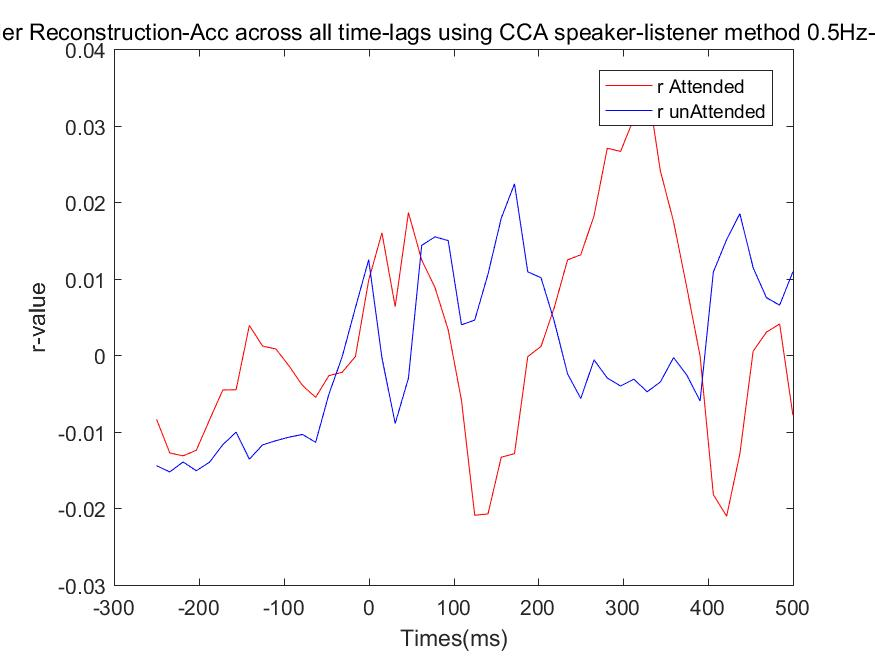 er Reconstruction-Acc across all time-lags using CCA speaker-listener method 0.5Hz-
0.04
r Attended
r unAttended
0.03
0.02
0.01
r-value
0
-0.01
-0.02
-0.03
-300 -200 -100 0 100 200 300 400 500
Times(ms)